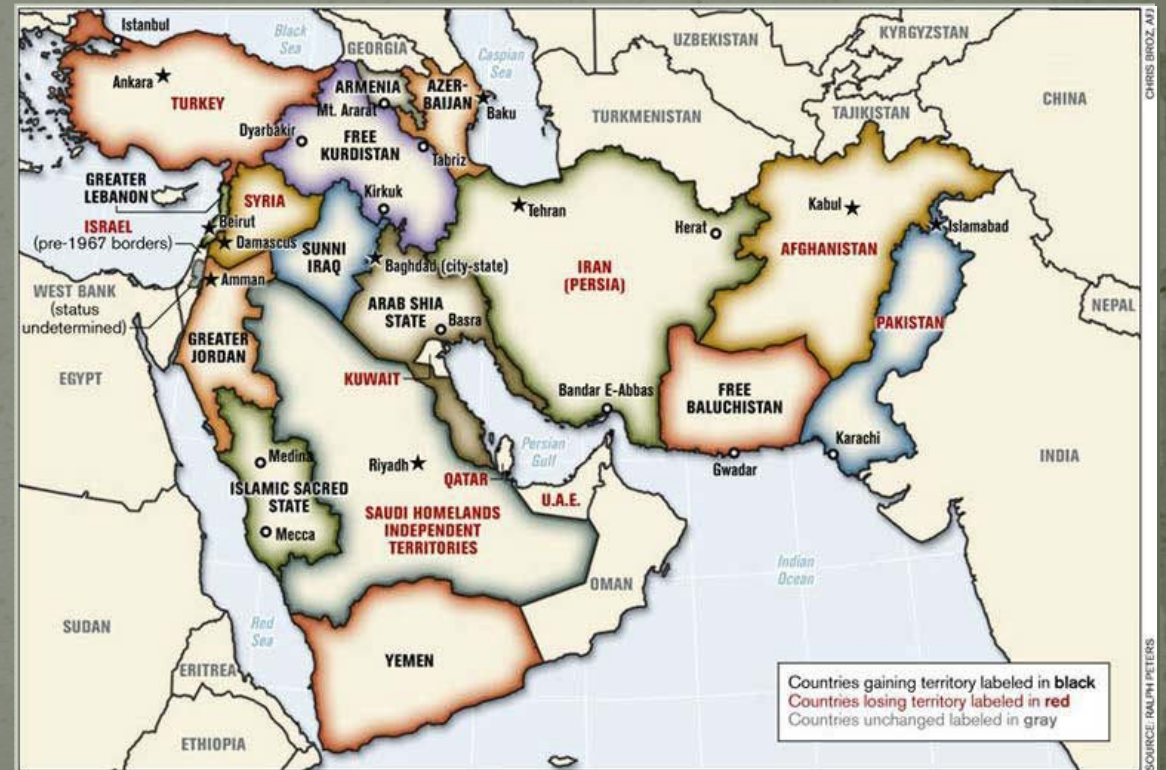 Istanbul
Black
Sea
GEORGIA
Caspian
Sea
UZBEKISTAN
KYRGYZSTAN
CHRIS BROZ, AFJ
Ankara
TURKEY
ARMENIA
Mt. Ararat
AZER-
BAIJAN
Baku
TURKMENISTAN
TAJIKISTAN
CHINA
Dyarbakir
FREE
KURDISTAN
Tabriz
GREATER
LEBANON
SYRIA
Kirkuk
Tehran
Herat
Kabul
Islamabad
ISRAEL
(pre-1967 borders)
Beirut
Damascus
SUNNI
IRAQ
Baghdad (city-state)
IRAN
(PERSIA)
AFGHANISTAN
WEST BANK
(status
undetermined)
Amman
ARAB SHIA
STATE
Basra
NEPAL
PAKISTAN
GREATER
JORDAN
EGYPT
KUWAIT
Bandar E-Abbas
FREE
BALUCHISTAN
Karachi
Persian
Gulf
Gwadar
INDIA
Medina
Riyadh
QATAR
U.A.E.
ISLAMIC SACRED
STATE
Mecca
SAUDI HOMELANDS
INDEPENDENT
TERRITORIES
OMAN
Indian
Ocean
SUDAN
Red
Sea
ERITREA
YEMEN
ETHIOPIA
Countries gaining territory labeled in black
Countries losing territory labeled in red
Countries unchanged labeled in gray
SOURCE: RALPH PETERS